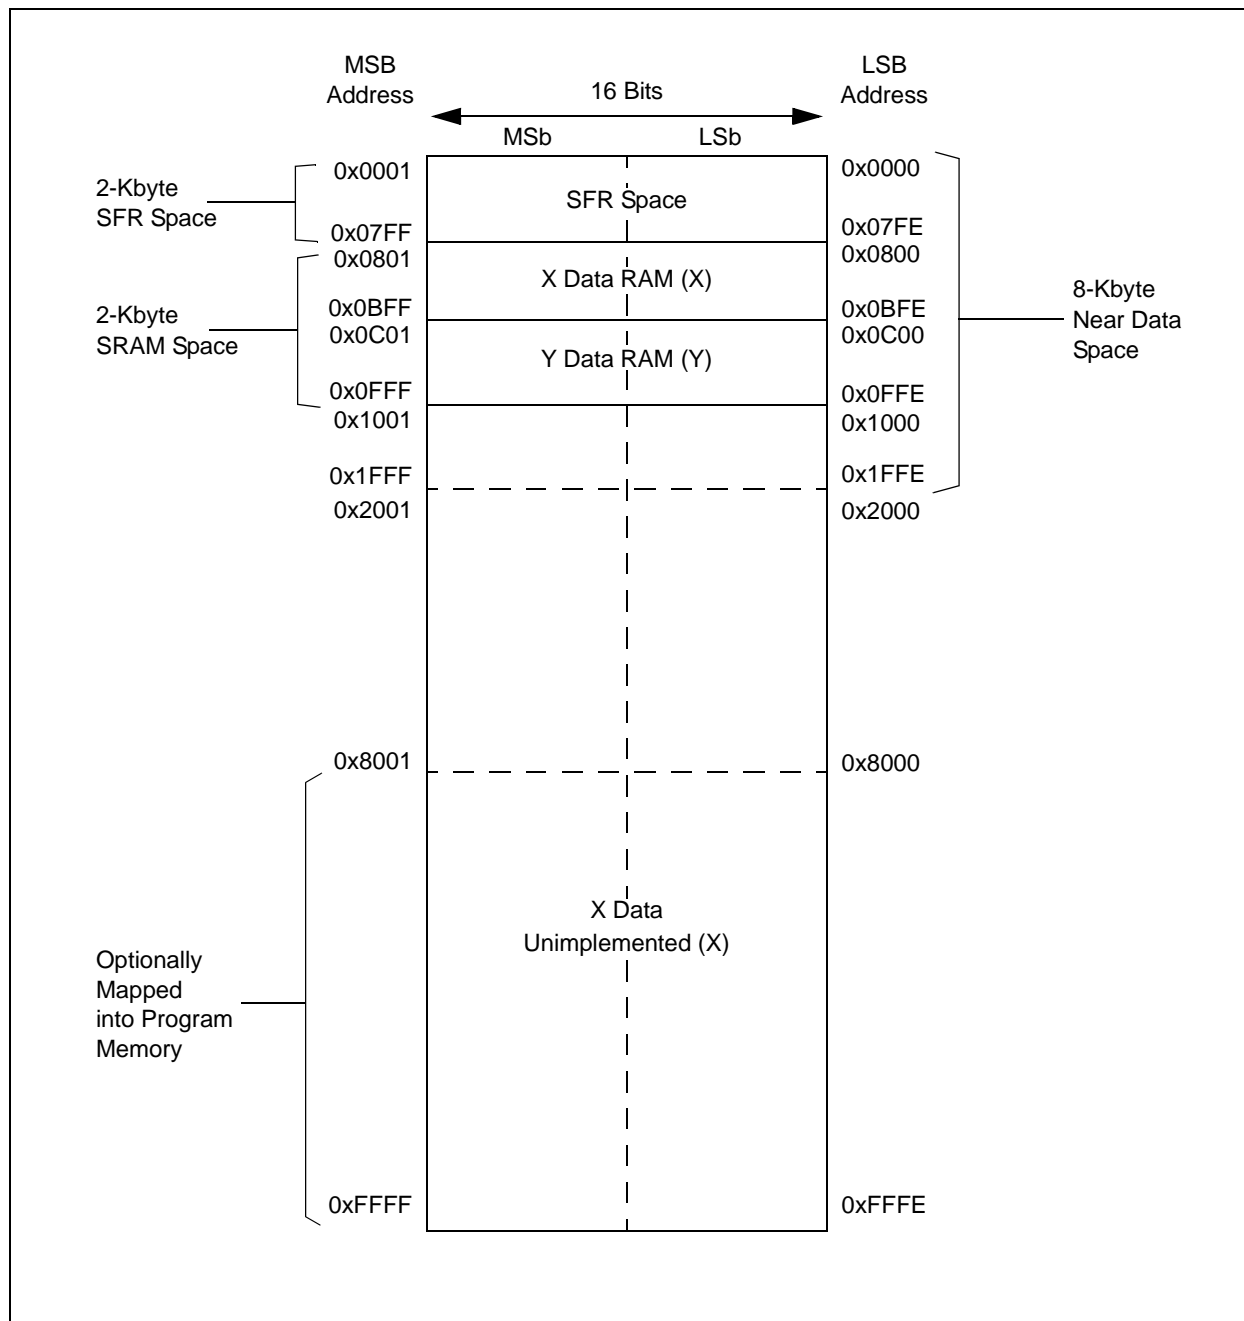 MSB
Address
LSB
Address
16 Bits
MSb
LSb
0x0001
0x0000
2-Kbyte
SFR Space
SFR Space
0x07FF
0x07FE
0x0801
0x0800
X Data RAM (X)
2-Kbyte
SRAM Space
0x0BFF
0x0BFE
0x0C01
0x0C00
8-Kbyte
Near Data
Space
Y Data RAM (Y)
0x0FFF
0x0FFE
0x1001
0x1000
0x1FFF
0x1FFE
0x2001
0x2000
0x8001
0x8000
X Data
Unimplemented (X)
Optionally
Mapped
into Program
Memory
0xFFFF
0xFFFE